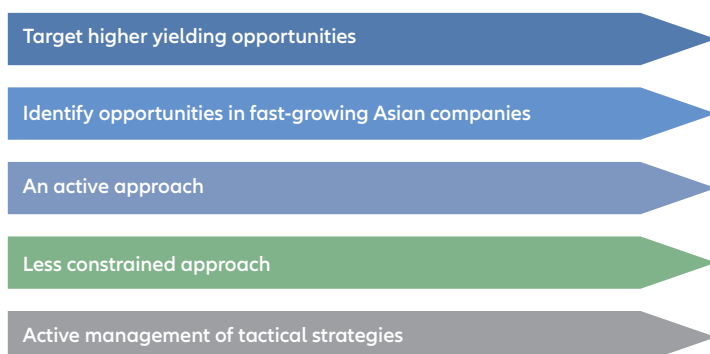 Target higher yielding opportunities
Identify opportunities in fast-growing Asian companies
An active approach
Less constrained approach
Active management of tactical strategies